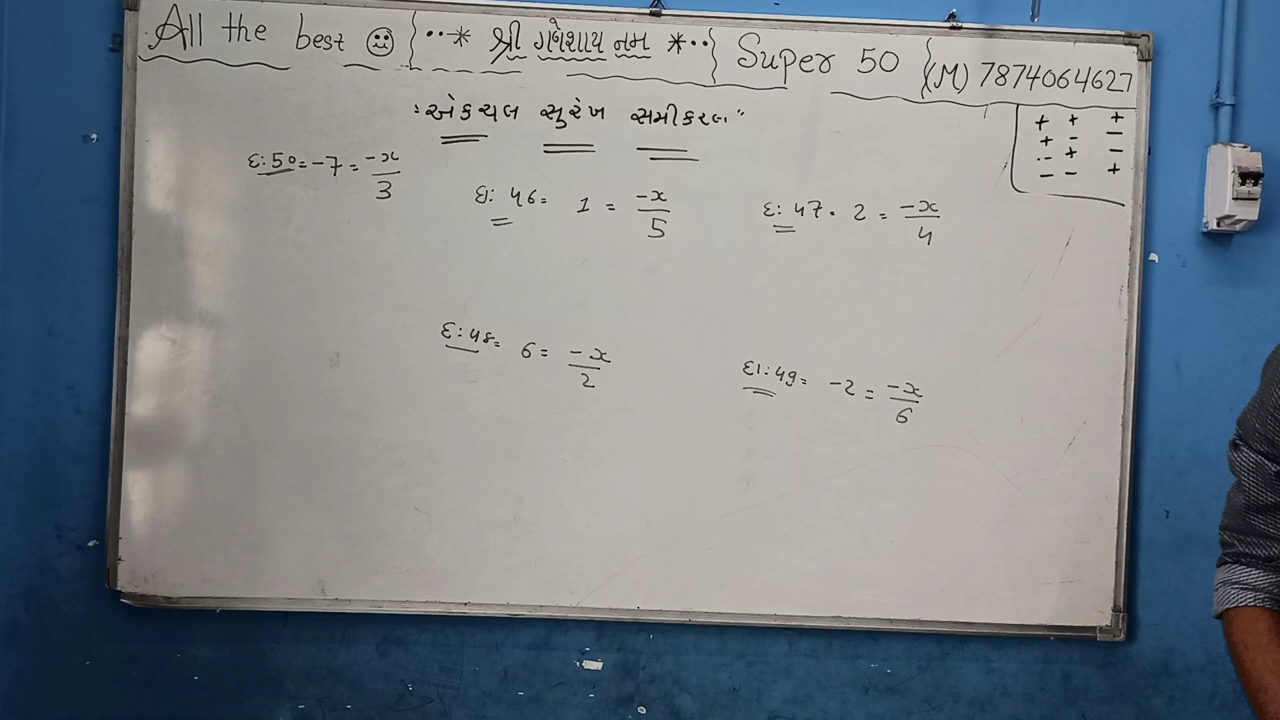 All the best ☺ {··* શ્રી ગણેશાય નમ *··} Super 50 {(M) 7874064627
"એકચલ સુરેખ સમીકરણ"
+ + +
+ - -
- + -
- - +
દ:50 = -7 = -x/3
દ: 46 = 1 = -x/5
દ: 47 = 2 = -x/4
દ:48 = 6 = -x/2
દા:49 = -2 = -x/6